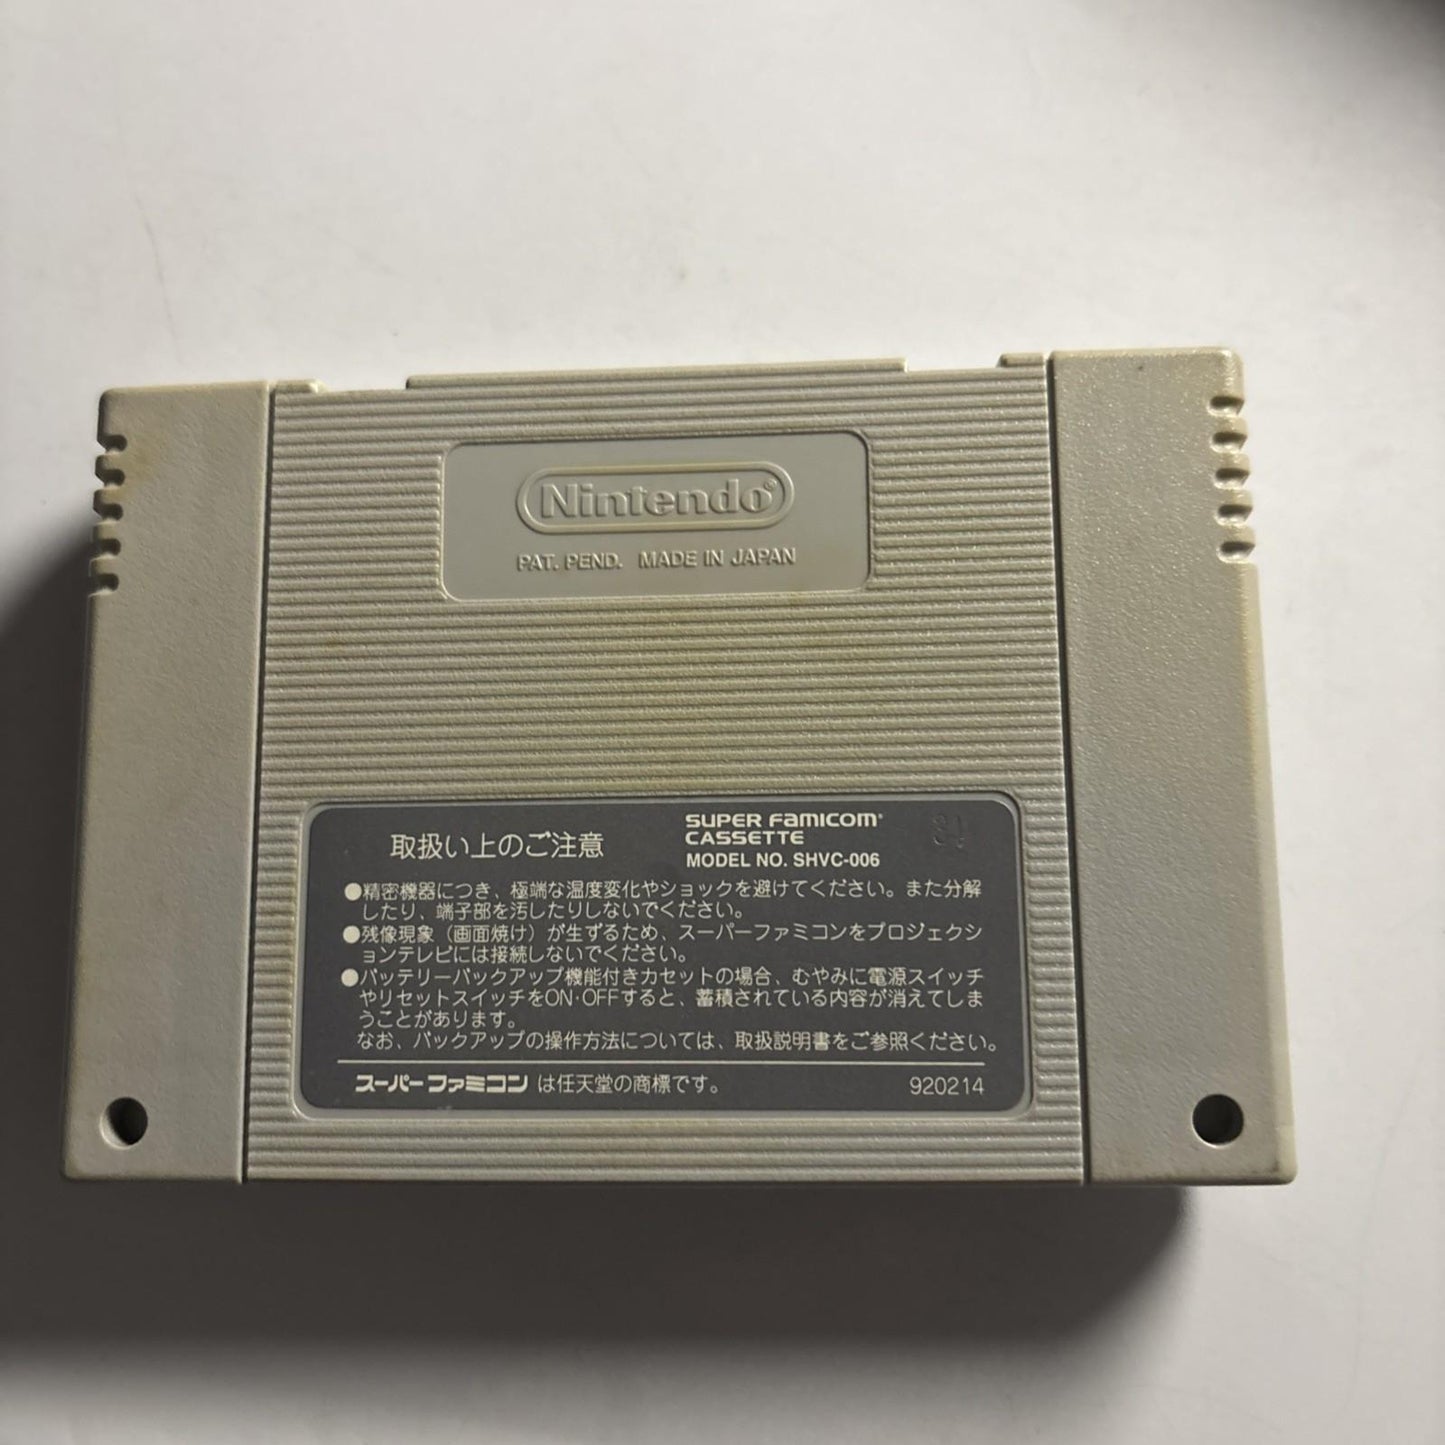 Nintendo®
PAT. PEND. MADE IN JAPAN
取扱い上のご注意
SUPER FAMICOM®
CASSETTE
MODEL NO. SHVC-006
●精密機器につき、極端な温度変化やショックを避けてください。また分解
したり、端子部を汚したりしないでください。
●残像現象（画面焼け）が生ずるため、スーパーファミコンをプロジェクシ
ョンテレビには接続しないでください。
●バッテリーバックアップ機能付きカセットの場合、むやみに電源スイッチ
やリセットスイッチをON・OFFすると、蓄積されている内容が消えてしま
うことがあります。
なお、バックアップの操作方法については、取扱説明書をご参照ください。
スーパーファミコン は任天堂の商標です。 920214